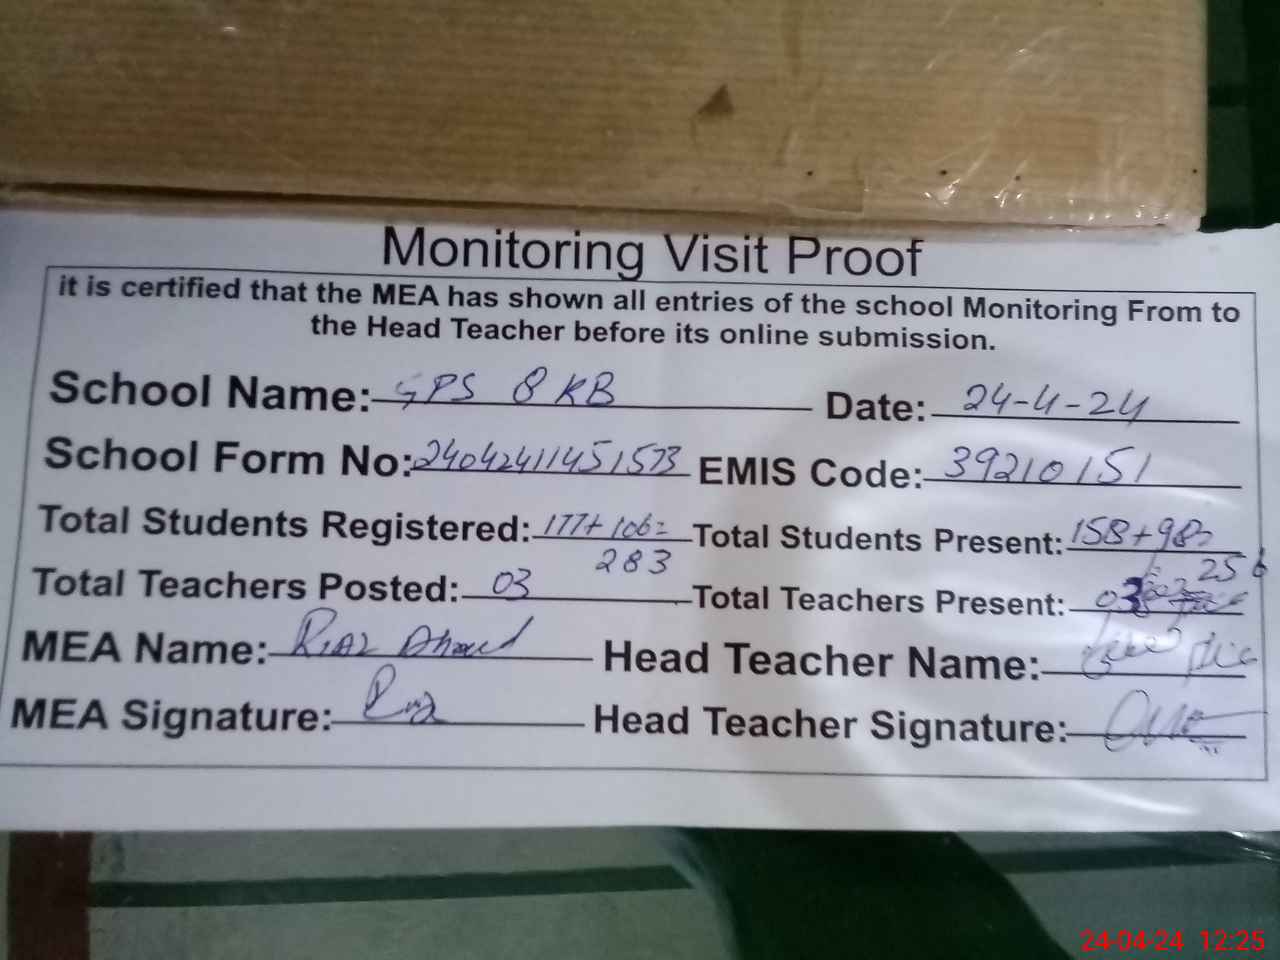 Monitoring Visit Proof
it is certified that the MEA has shown all entries of the school Monitoring From to
the Head Teacher before its online submission.
School Name: GPS 8 KB Date: 24-4-24
School Form No: 24042411451573 EMIS Code: 39210151
Total Students Registered: 177+106= Total Students Present: 158+98=
283 256
Total Teachers Posted: 03 Total Teachers Present: 03
MEA Name: Riaz Ahmed Head Teacher Name:
MEA Signature: Riaz Head Teacher Signature:
24-04-24 12:25